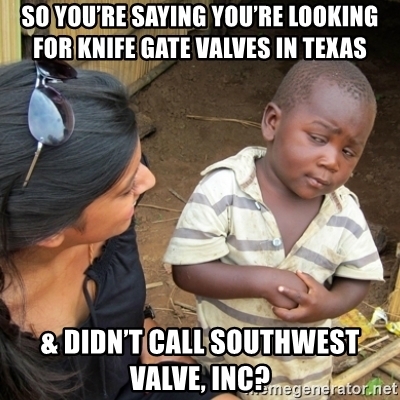 SO YOU'RE SAYING YOU'RE LOOKING
FOR KNIFE GATE VALVES IN TEXAS
& DIDN'T CALL SOUTHWEST
VALVE, INC?
memegenerator.net